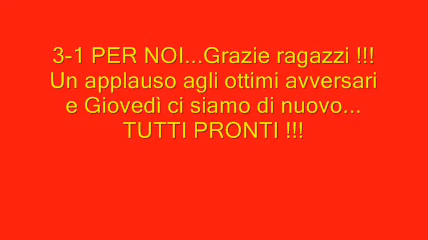 3-1 PER NOI...Grazie ragazzi !!!
Un applauso agli ottimi avversari
e Giovedì ci siamo di nuovo...
TUTTI PRONTI !!!